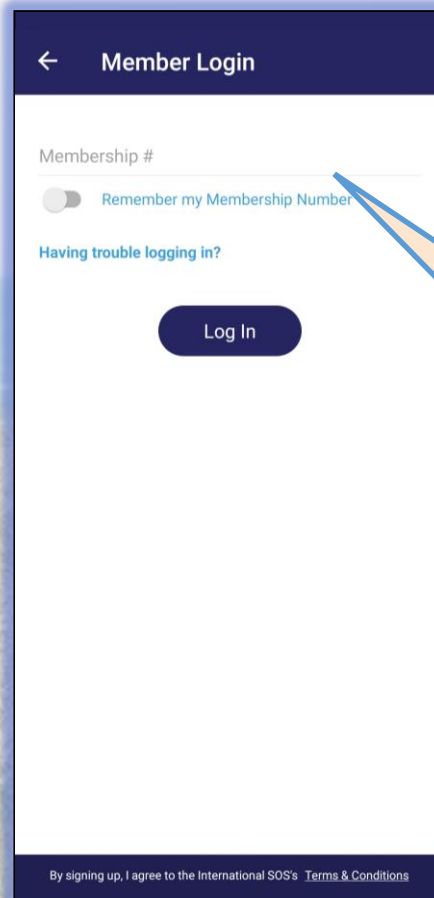 Member Login
Membership #
Remember my Membership Number
Having trouble logging in?
Log In
By signing up, I agree to the International SOS's Terms & Conditions